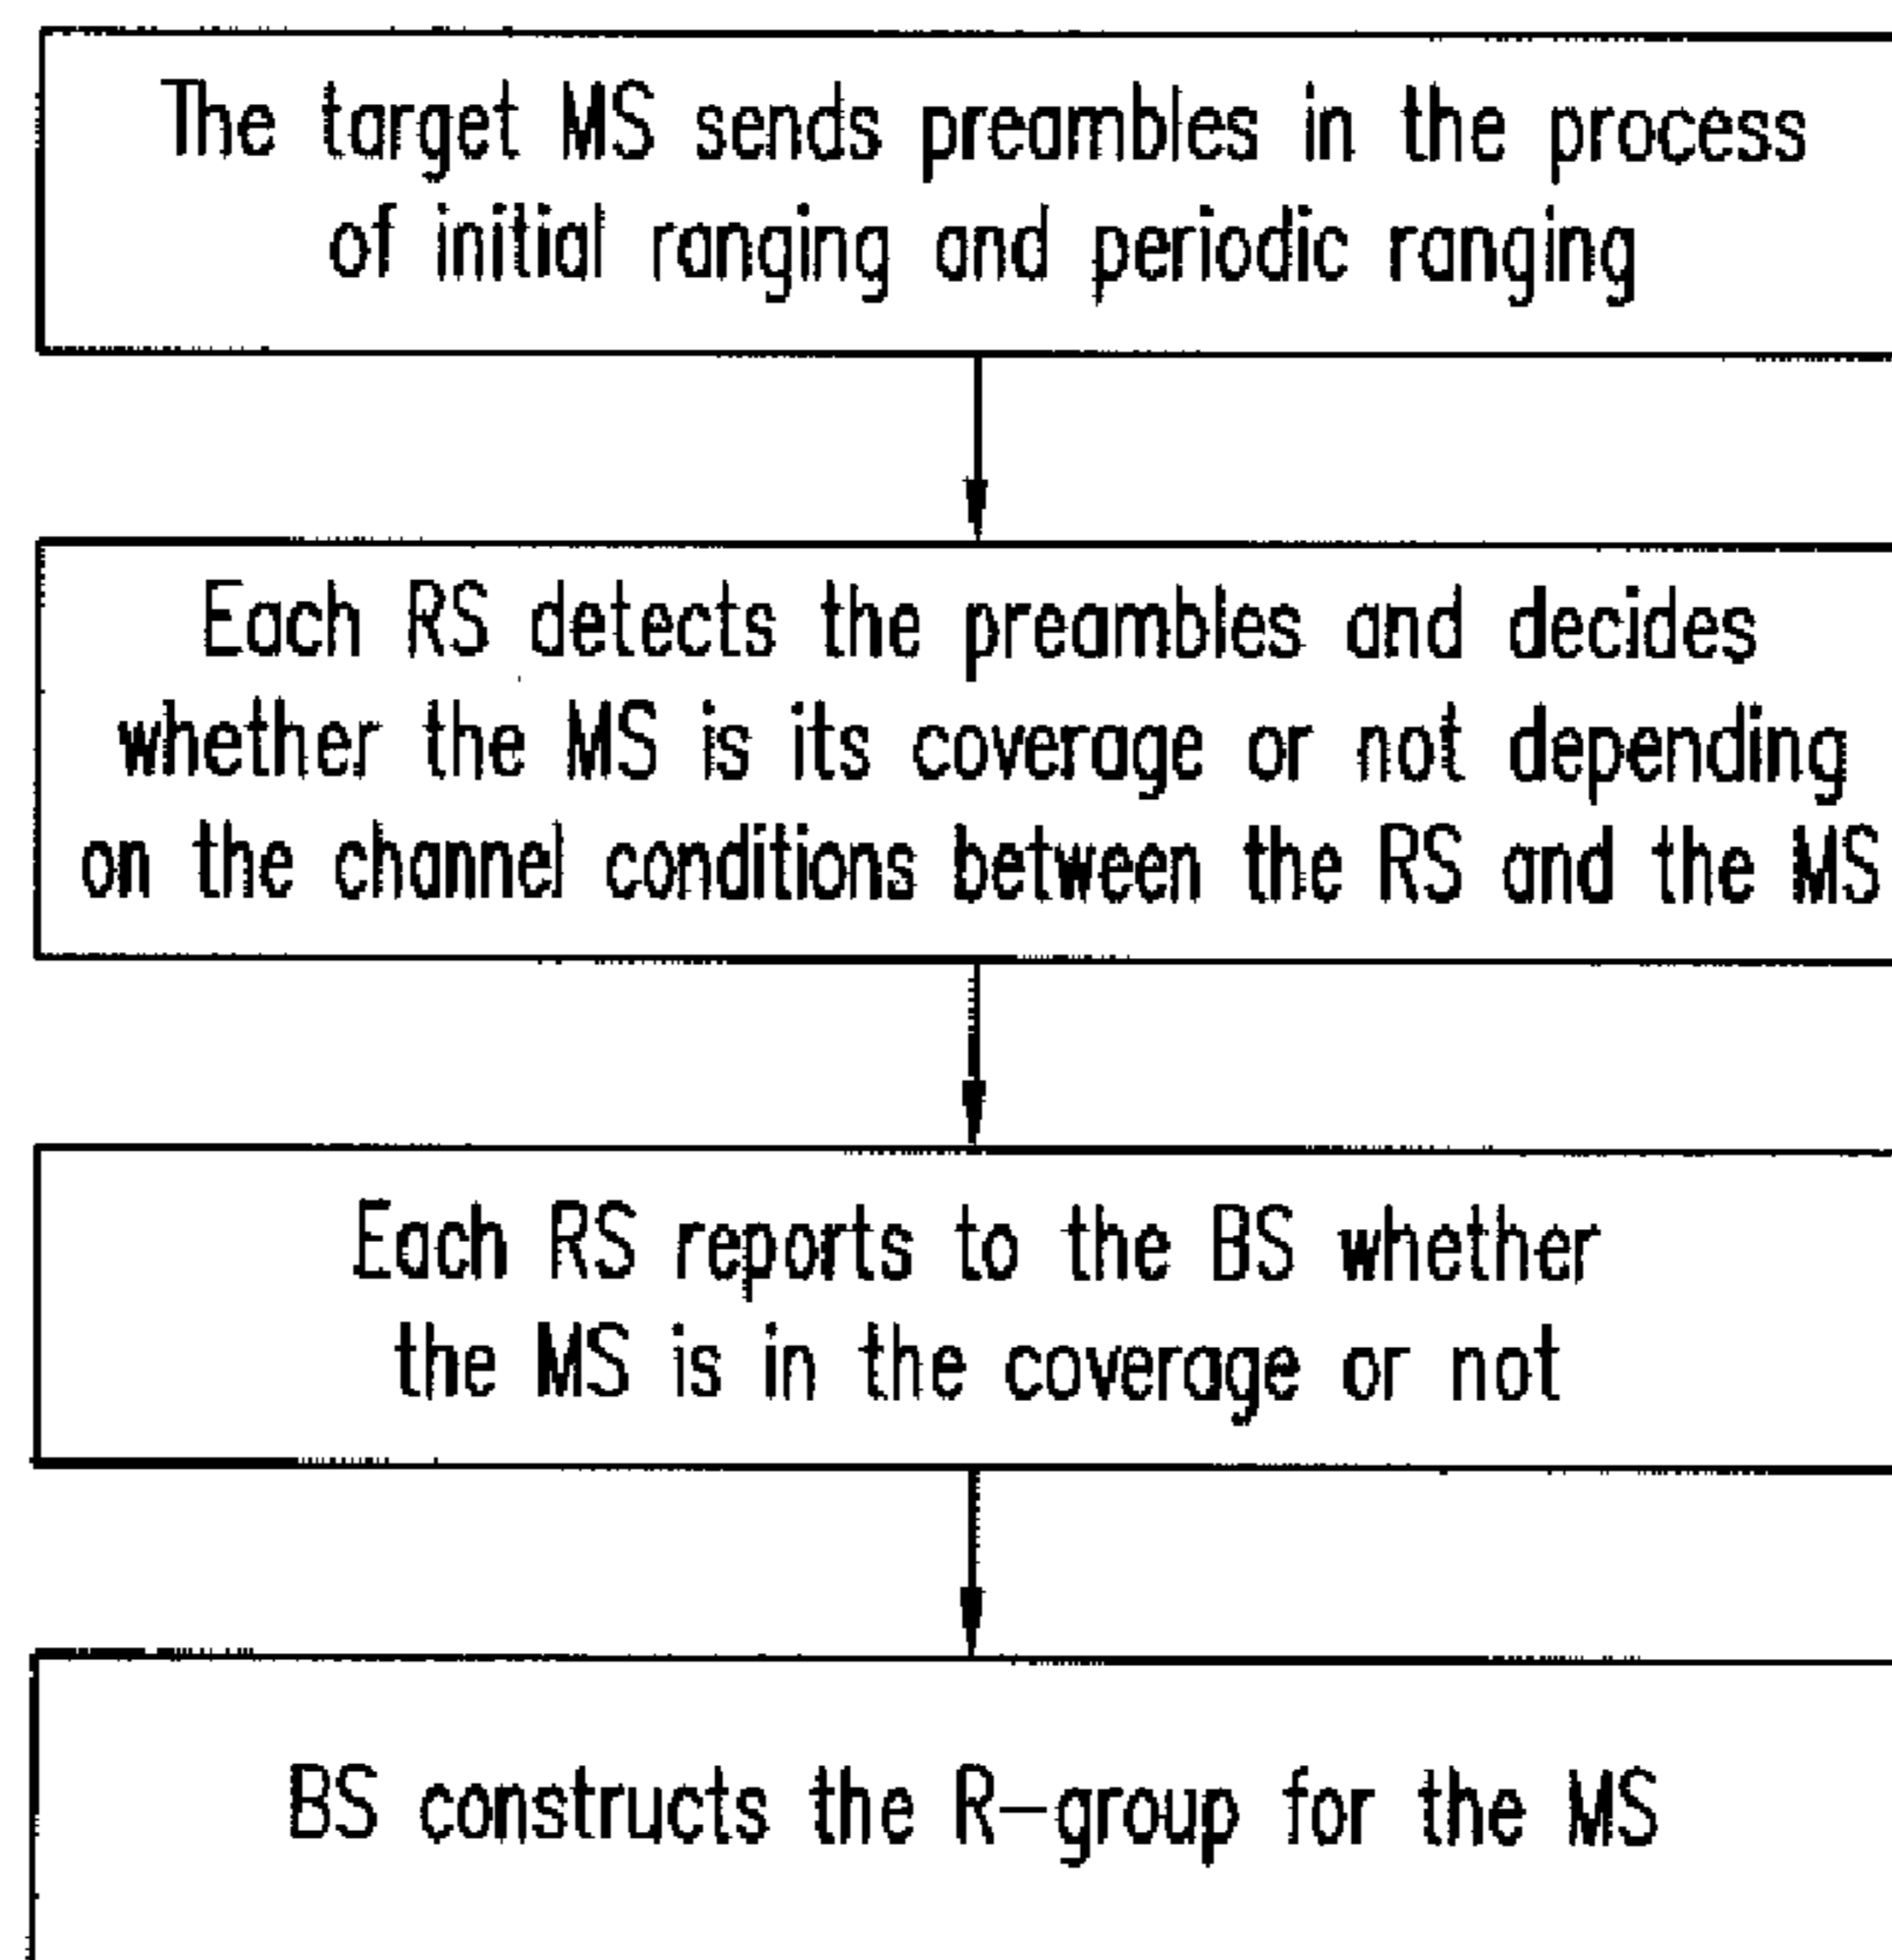 The target MS sends preambles in the process
of initial ranging and periodic ranging
Each RS detects the preambles and decides
whether the MS is its coverage or not depending
on the channel conditions between the RS and the MS
Each RS reports to the BS whether
the MS is in the coverage or not
BS constructs the R-group for the MS